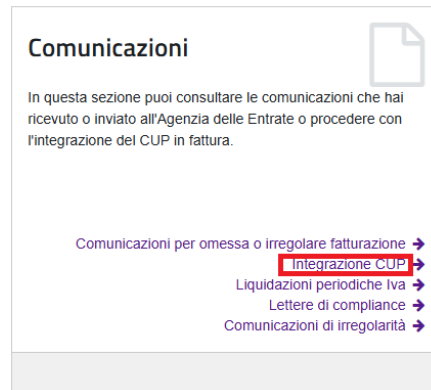 Comunicazioni
In questa sezione puoi consultare le comunicazioni che hai
ricevuto o inviato all'Agenzia delle Entrate o procedere con
l'integrazione del CUP in fattura.
Comunicazioni per omessa o irregolare fatturazione
Integrazione CUP
Liquidazioni periodiche Iva
Lettere di compliance
Comunicazioni di irregolarità